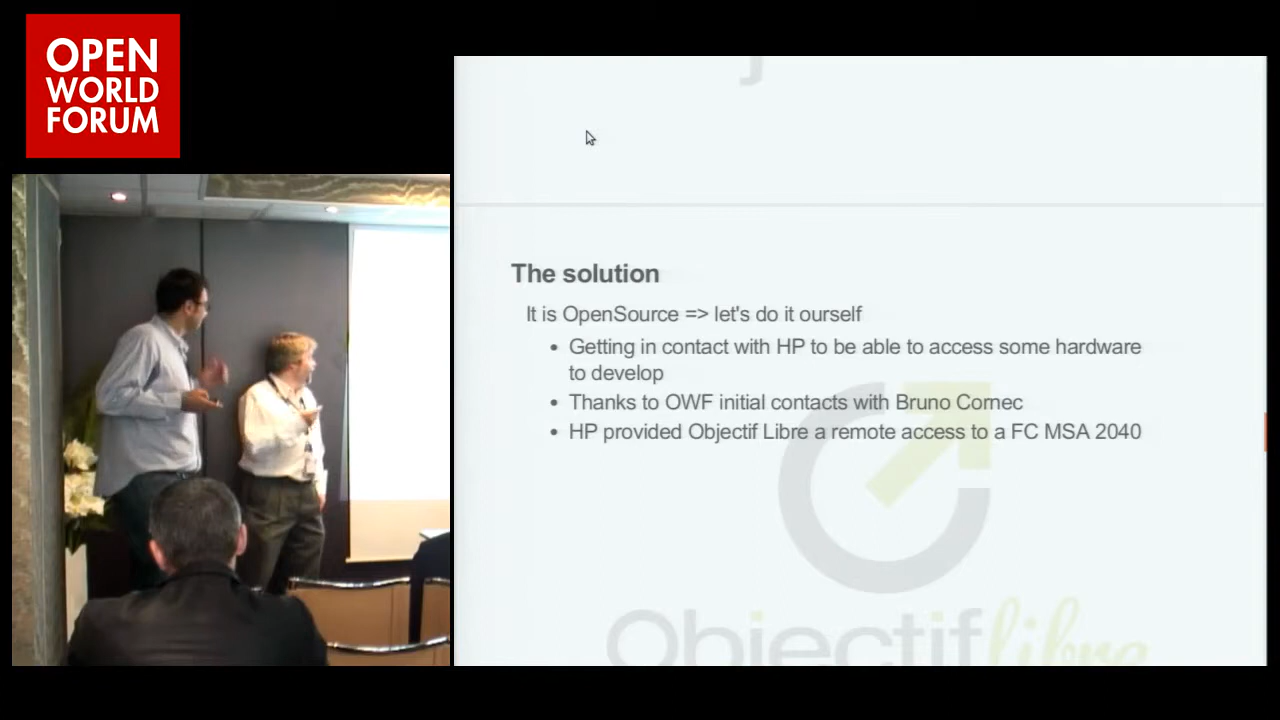 OPEN
WORLD
FORUM
The solution
It is OpenSource => let's do it ourself
• Getting in contact with HP to be able to access some hardware
to develop
• Thanks to OWF initial contacts with Bruno Cornec
• HP provided Objectif Libre a remote access to a FC MSA 2040
Objectif libre